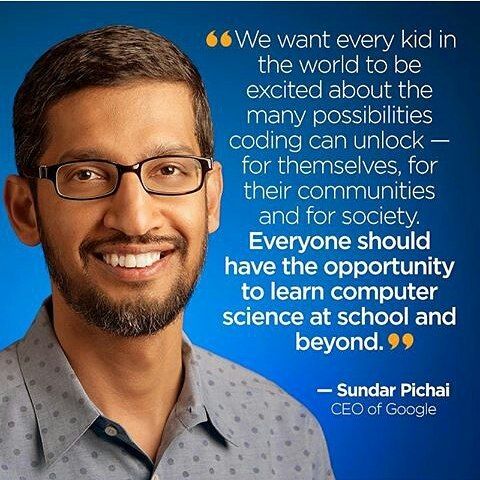 “We want every kid in
the world to be
excited about the
many possibilities
coding can unlock —
for themselves, for
their communities
and for society.
Everyone should
have the opportunity
to learn computer
science at school and
beyond.”
— Sundar Pichai
CEO of Google